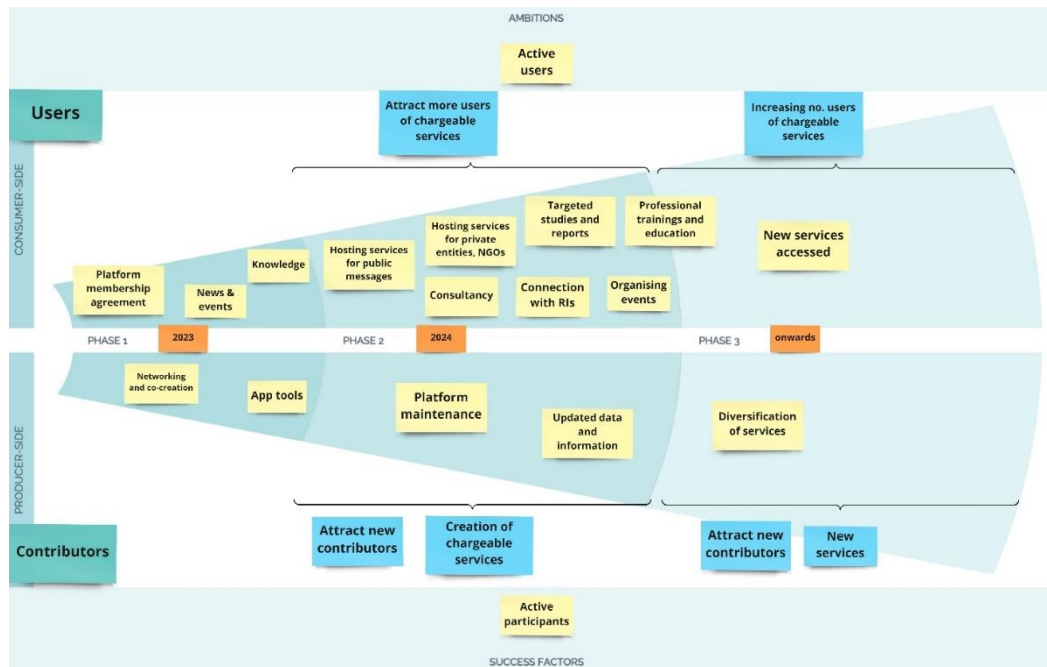 AMBITIONS
Active
users
Users
Attract more users
of chargeable
services
Increasing no. users
of chargeable
services
CONSUMER-SIDE
Platform
membership
agreement
News &
events
Knowledge
Hosting services
for public
messages
Hosting services
for private
entities, NGOs
Consultancy
Targeted
studies and
reports
Connection
with RIs
Professional
trainings and
education
Organising
events
New services
accessed
PHASE 1
2023
PHASE 2
2024
PHASE 3
onwards
PRODUCER-SIDE
Networking
and co-creation
App tools
Platform
maintenance
Updated data
and
information
Diversification
of services
Contributors
Attract new
contributors
Creation of
chargeable
services
Attract new
contributors
New
services
Active
participants
SUCCESS FACTORS